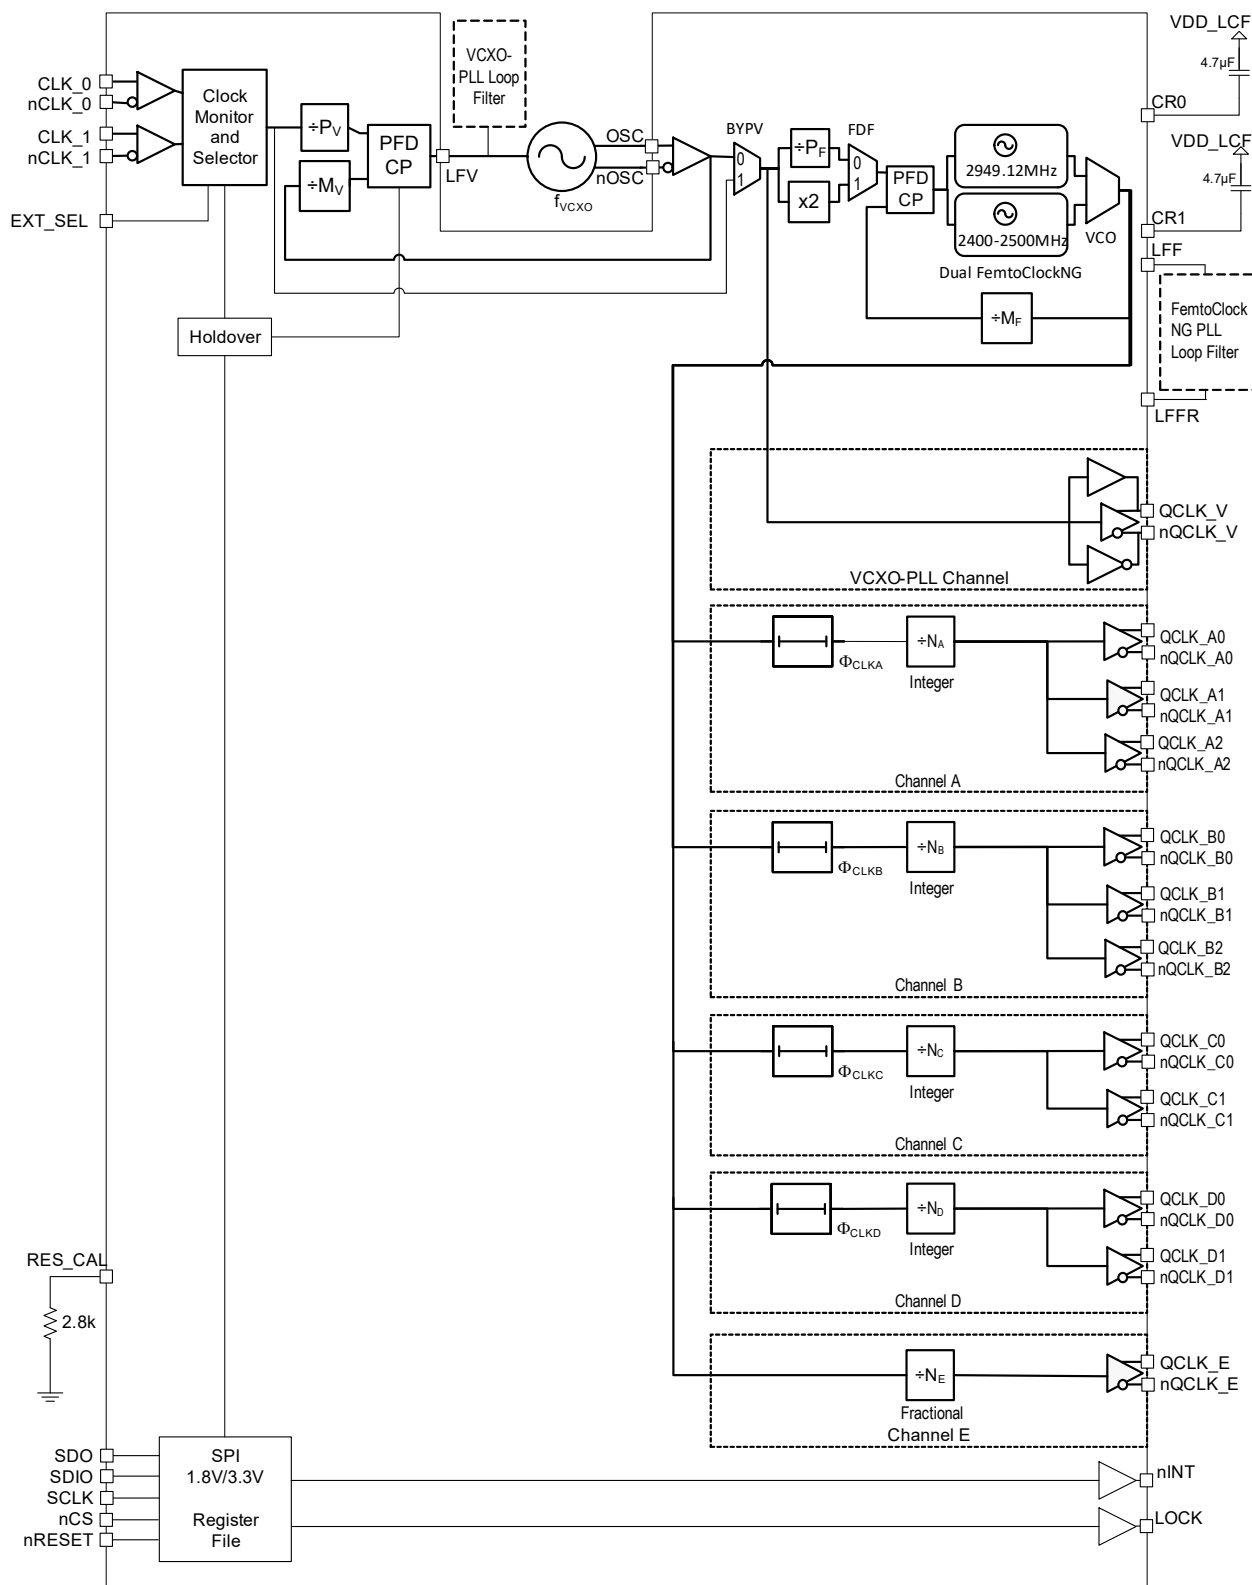 VDD_LCF
4.7µF
CR0
VDD_LCF
4.7µF
CR1
LFF
FemtoClock
NG PLL
Loop Filter
LFFR
VCXO-
PLL Loop
Filter
CLK_0
nCLK_0
CLK_1
nCLK_1
EXT_SEL
Clock
Monitor
and
Selector
÷PV
÷MV
PFD
CP
LFV
fVCXO
OSC
nOSC
BYPV
0
1
÷PF
x2
FDF
0
1
PFD
CP
2949.12MHz
2400-2500MHz
VCO
Dual FemtoClockNG
÷MF
Holdover
QCLK_V
nQCLK_V
VCXO-PLL Channel
ΦCLKA
÷NA
Integer
QCLK_A0
nQCLK_A0
QCLK_A1
nQCLK_A1
QCLK_A2
nQCLK_A2
Channel A
ΦCLKB
÷NB
Integer
QCLK_B0
nQCLK_B0
QCLK_B1
nQCLK_B1
QCLK_B2
nQCLK_B2
Channel B
ΦCLKC
÷NC
Integer
QCLK_C0
nQCLK_C0
QCLK_C1
nQCLK_C1
Channel C
ΦCLKD
÷ND
Integer
QCLK_D0
nQCLK_D0
QCLK_D1
nQCLK_D1
Channel D
÷NE
Fractional
QCLK_E
nQCLK_E
Channel E
RES_CAL
2.8k
SDO
SDIO
SCLK
nCS
nRESET
SPI
1.8V/3.3V
Register
File
nINT
LOCK